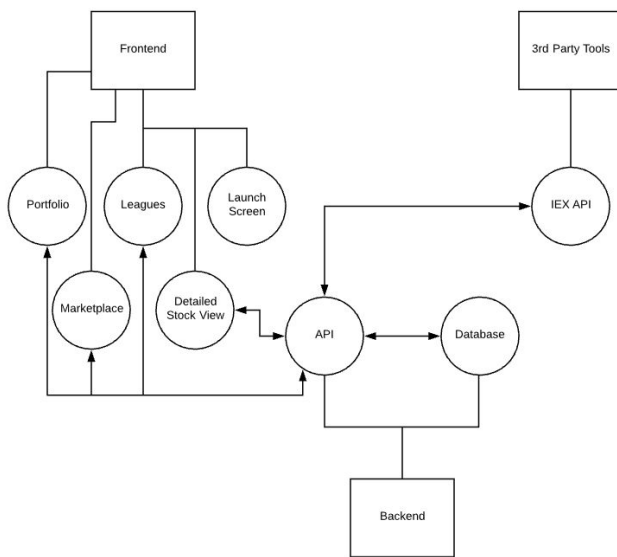 Frontend
3rd Party Tools
Portfolio
Leagues
Launch
Screen
IEX API
Marketplace
Detailed
Stock View
API
Database
Backend